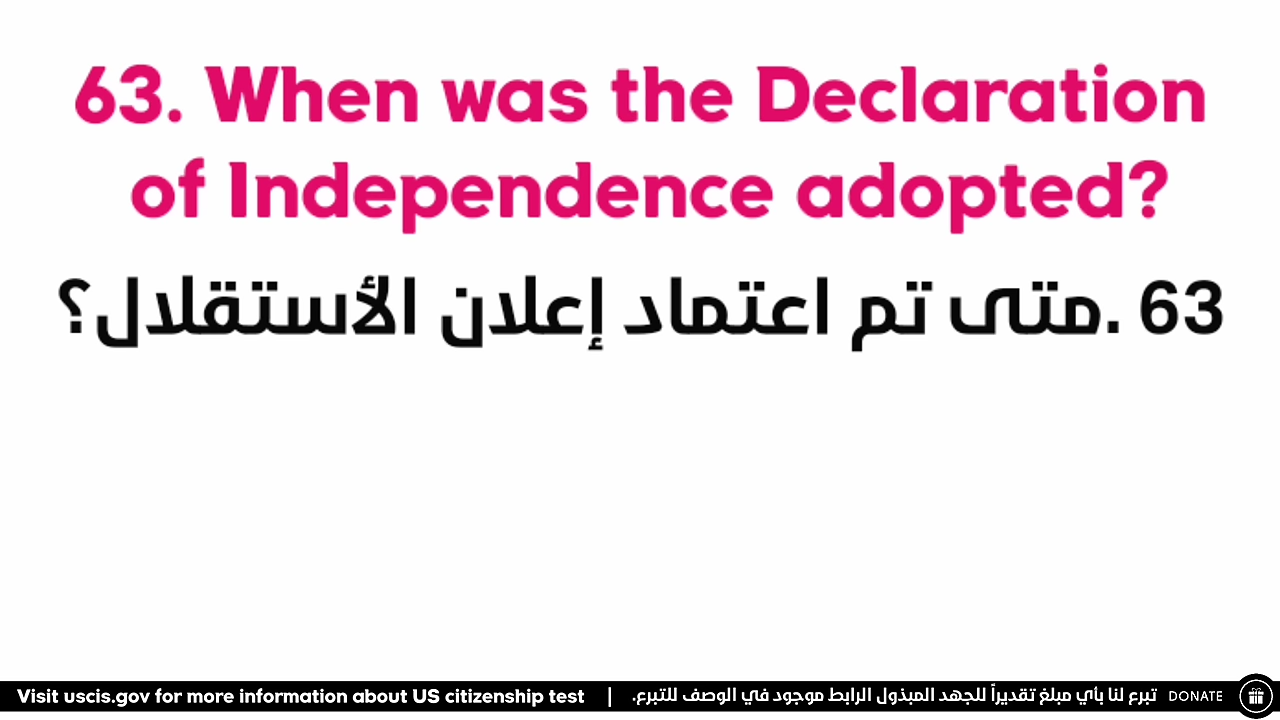 63. When was the Declaration
of Independence adopted?
63 .متى تم اعتماد إعلان الأستقلال؟
Visit uscis.gov for more information about US citizenship test | تبرع لنا بأي مبلغ تقديراً للجهد المبذول الرابط موجود في الوصف للتبرع. DONATE